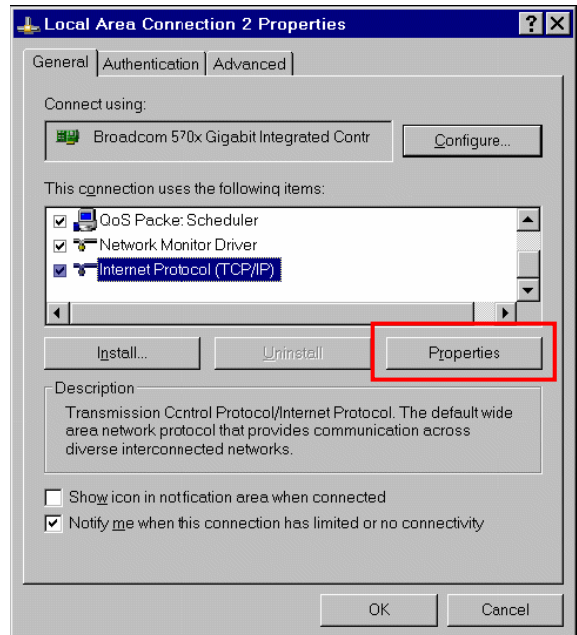 Local Area Connection 2 Properties
General
Authentication
Advanced
Connect using:
Broadcom 570x Gigabit Integrated Contr
Configure...
This connection uses the following items:
QoS Packe: Scheduler
Network Monitor Driver
Internet Protocol (TCP/IP)
Install...
Uninstall
Properties
Description
Transmission Control Protocol/Internet Protocol. The default wide
area network protocol that provides communication across
diverse interconnected networks.
Show icon in notfication area when connected
Notify me when this connection has limited or no connectivity
OK
Cancel